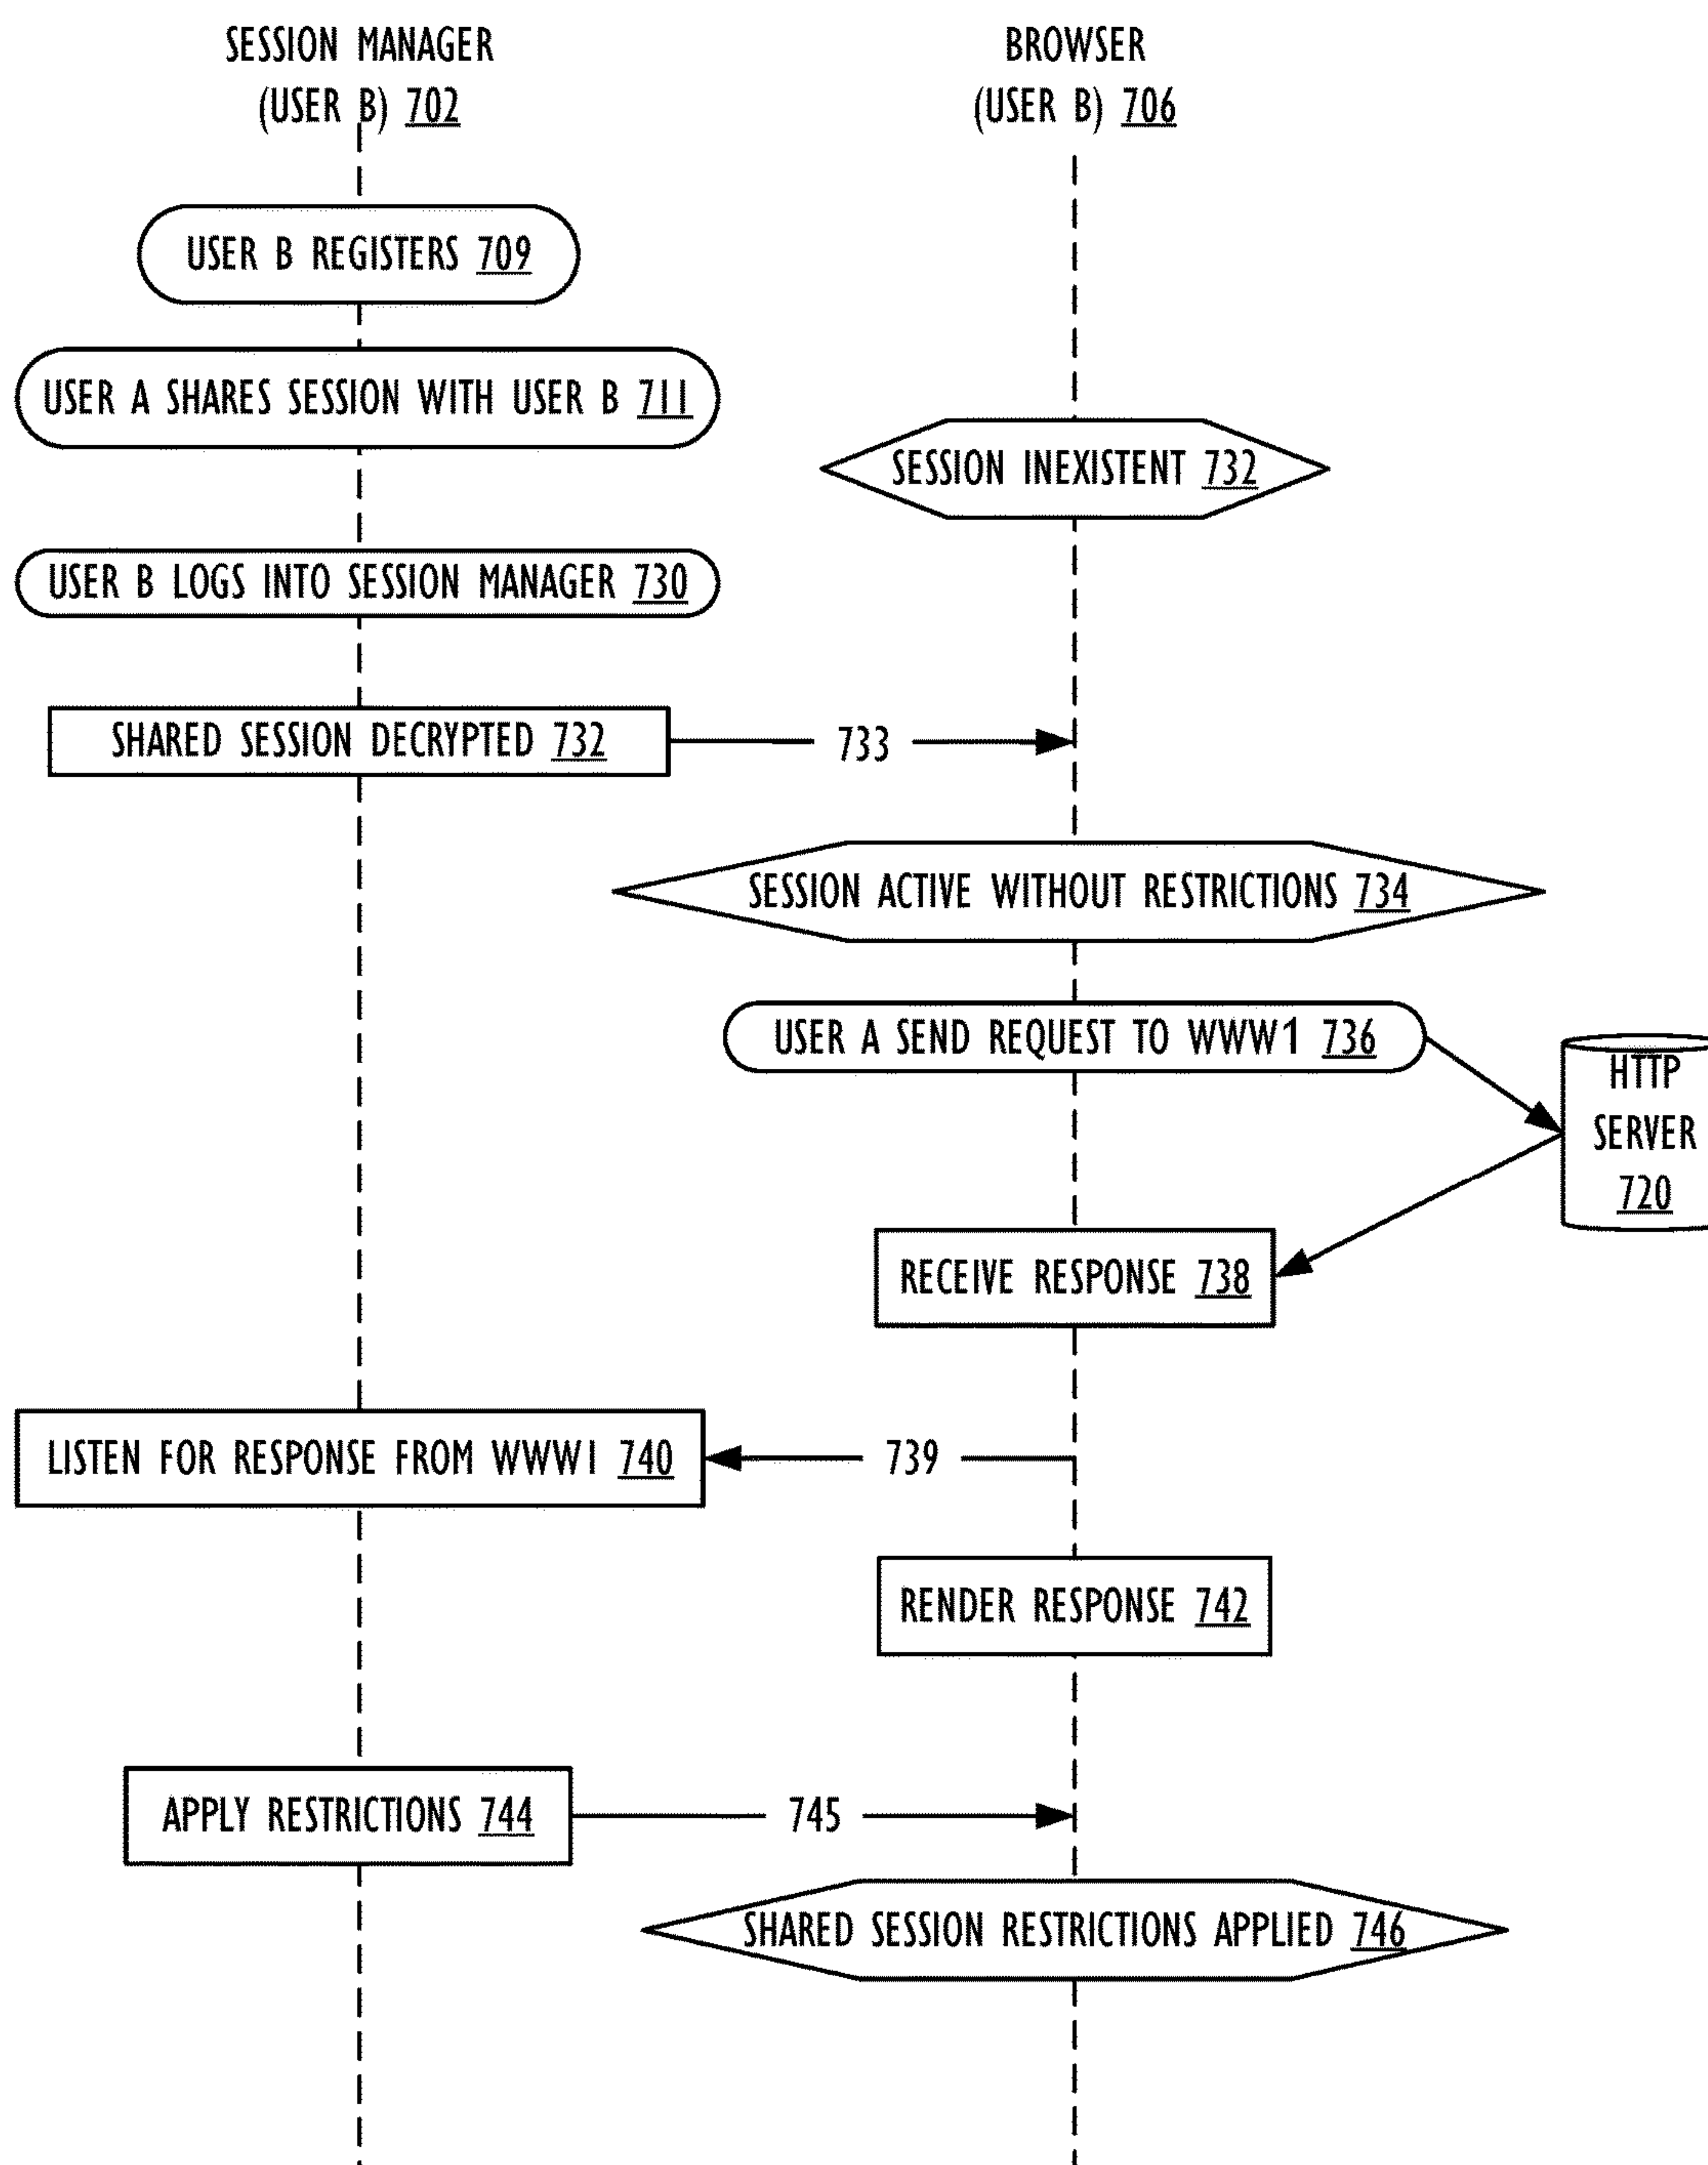 SESSION MANAGER
(USER B) 702
BROWSER
(USER B) 706
USER B REGISTERS 709
USER A SHARES SESSION WITH USER B 711
SESSION INEXISTENT 732
USER B LOGS INTO SESSION MANAGER 730
SHARED SESSION DECRYPTED 732
733
SESSION ACTIVE WITHOUT RESTRICTIONS 734
USER A SEND REQUEST TO WWW1 736
HTTP
SERVER
720
RECEIVE RESPONSE 738
LISTEN FOR RESPONSE FROM WWW1 740
739
RENDER RESPONSE 742
APPLY RESTRICTIONS 744
745
SHARED SESSION RESTRICTIONS APPLIED 746